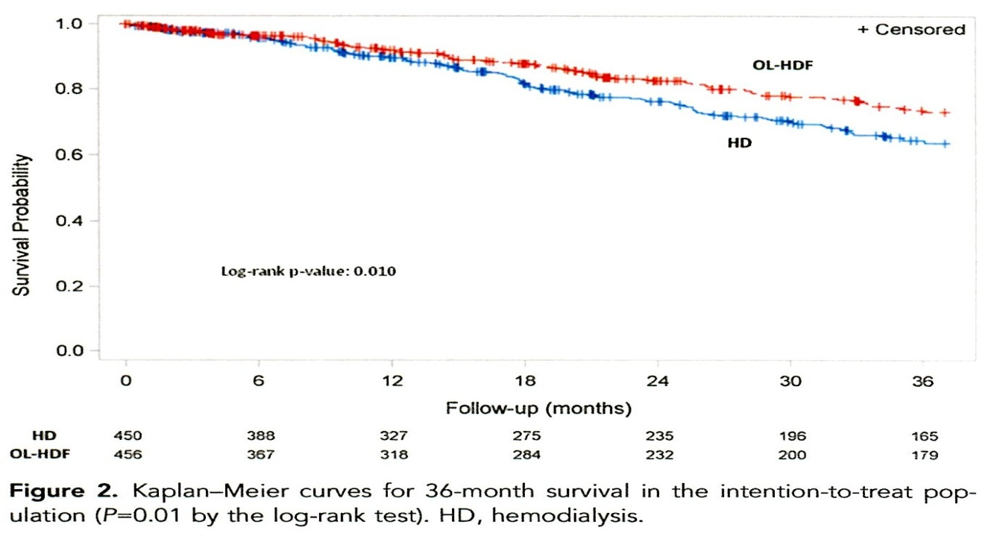 1.0
+ Censored
OL-HDF
0.8
HD
0.6
Survival Probability
0.4
Log-rank p-value: 0.010
0.2
0.0
0 6 12 18 24 30 36
Follow-up (months)
HD 450 388 327 275 235 196 165
OL-HDF 456 367 318 284 232 200 179
Figure 2. Kaplan–Meier curves for 36-month survival in the intention-to-treat pop-
ulation (P=0.01 by the log-rank test). HD, hemodialysis.